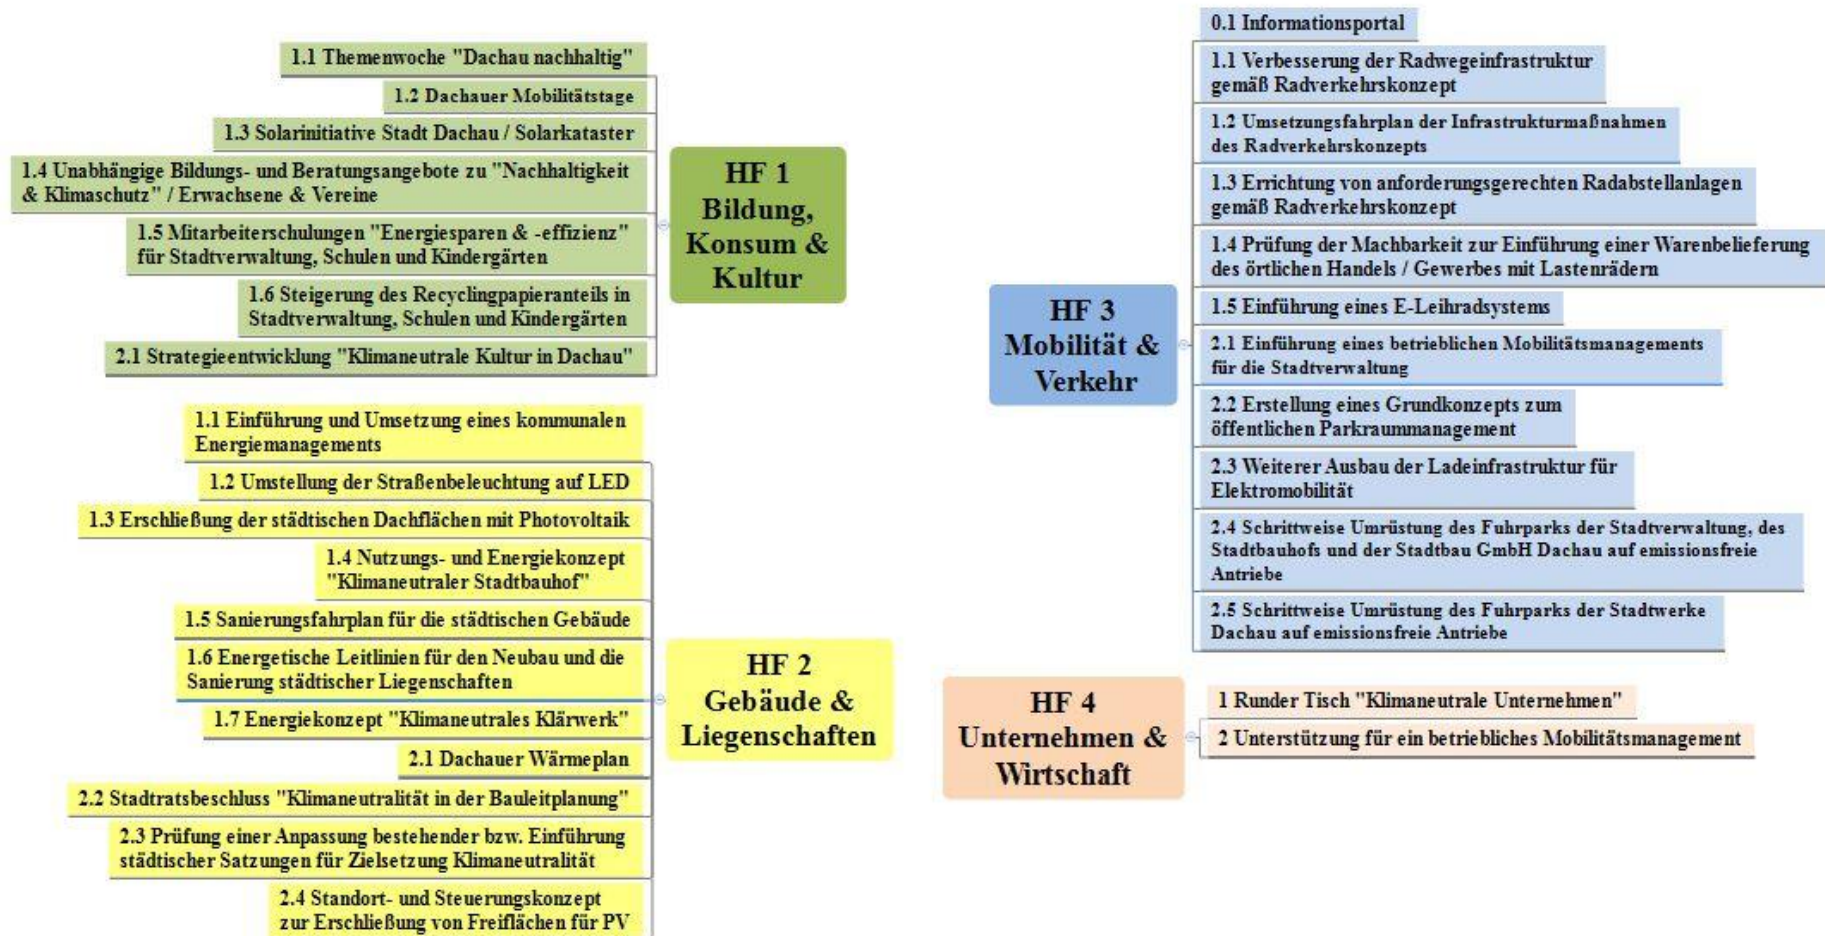 1.1 Themenwoche "Dachau nachhaltig"
1.2 Dachauer Mobilitätstage
1.3 Solarinitiative Stadt Dachau / Solarkataster
1.4 Unabhängige Bildungs- und Beratungsangebote zu "Nachhaltigkeit
& Klimaschutz" / Erwachsene & Vereine
1.5 Mitarbeiterschulungen "Energiesparen & -effizienz"
für Stadtverwaltung, Schulen und Kindergärten
1.6 Steigerung des Recyclingpapieranteils in
Stadtverwaltung, Schulen und Kindergärten
2.1 Strategieentwicklung "Klimaneutrale Kultur in Dachau"
HF 1
Bildung,
Konsum &
Kultur
1.1 Einführung und Umsetzung eines kommunalen
Energiemanagements
1.2 Umstellung der Straßenbeleuchtung auf LED
1.3 Erschließung der städtischen Dachflächen mit Photovoltaik
1.4 Nutzungs- und Energiekonzept
"Klimaneutraler Stadtbauhof"
1.5 Sanierungsfahrplan für die städtischen Gebäude
1.6 Energetische Leitlinien für den Neubau und die
Sanierung städtischer Liegenschaften
1.7 Energiekonzept "Klimaneutrales Klärwerk"
2.1 Dachauer Wärmeplan
2.2 Stadtratsbeschluss "Klimaneutralität in der Bauleitplanung"
2.3 Prüfung einer Anpassung bestehender bzw. Einführung
städtischer Satzungen für Zielsetzung Klimaneutralität
2.4 Standort- und Steuerungskonzept
zur Erschließung von Freiflächen für PV
HF 2
Gebäude &
Liegenschaften
HF 3
Mobilität &
Verkehr
0.1 Informationsportal
1.1 Verbesserung der Radwegeinfrastruktur
gemäß Radverkehrskonzept
1.2 Umsetzungsfahrplan der Infrastrukturmaßnahmen
des Radverkehrskonzepts
1.3 Errichtung von anforderungsgerechten Radabstellanlagen
gemäß Radverkehrskonzept
1.4 Prüfung der Machbarkeit zur Einführung einer Warenbelieferung
des örtlichen Handels / Gewerbes mit Lastenrädern
1.5 Einführung eines E-Leihradsystems
2.1 Einführung eines betrieblichen Mobilitätsmanagements
für die Stadtverwaltung
2.2 Erstellung eines Grundkonzepts zum
öffentlichen Parkraummanagement
2.3 Weiterer Ausbau der Ladeinfrastruktur für
Elektromobilität
2.4 Schrittweise Umrüstung des Fuhrparks der Stadtverwaltung, des
Stadtbauhofs und der Stadtbau GmbH Dachau auf emissionsfreie
Antriebe
2.5 Schrittweise Umrüstung des Fuhrparks der Stadtwerke
Dachau auf emissionsfreie Antriebe
HF 4
Unternehmen &
Wirtschaft
1 Runder Tisch "Klimaneutrale Unternehmen"
2 Unterstützung für ein betriebliches Mobilitätsmanagement